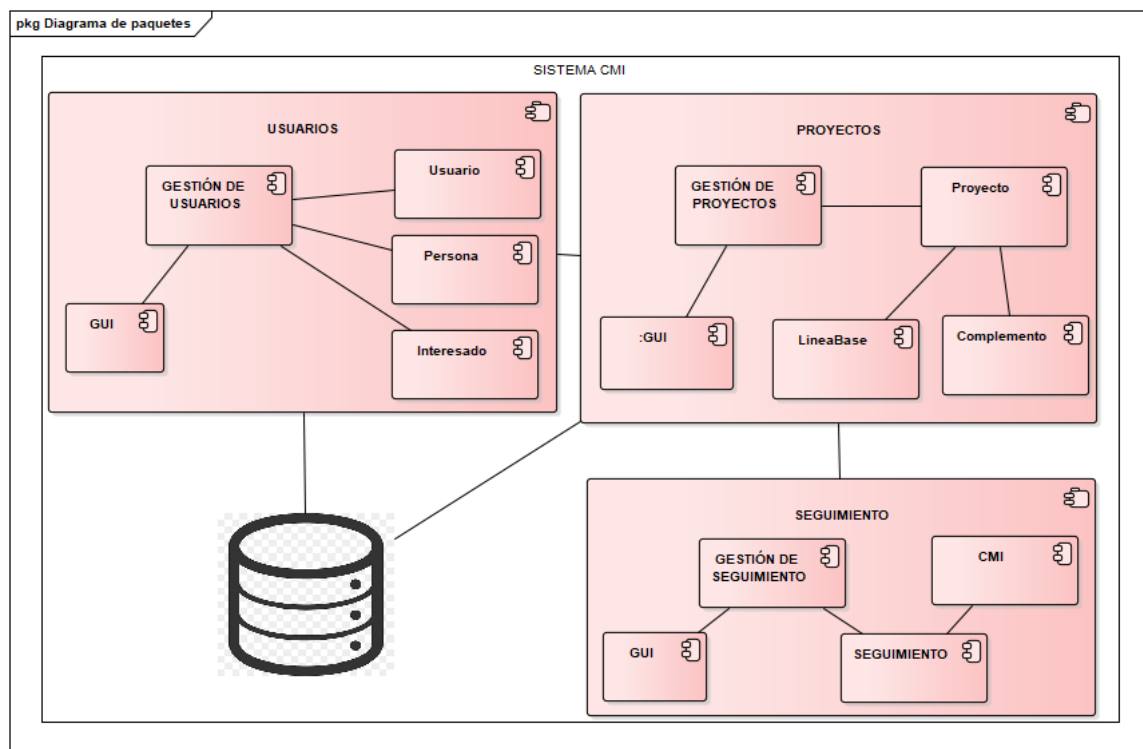 pkg Diagrama de paquetes
SISTEMA CMI
USUARIOS
GESTIÓN DE
USUARIOS
Usuario
Persona
GUI
Interesado
PROYECTOS
GESTIÓN DE
PROYECTOS
Proyecto
:GUI
LineaBase
Complemento
SEGUIMIENTO
GESTIÓN DE
SEGUIMIENTO
CMI
GUI
SEGUIMIENTO